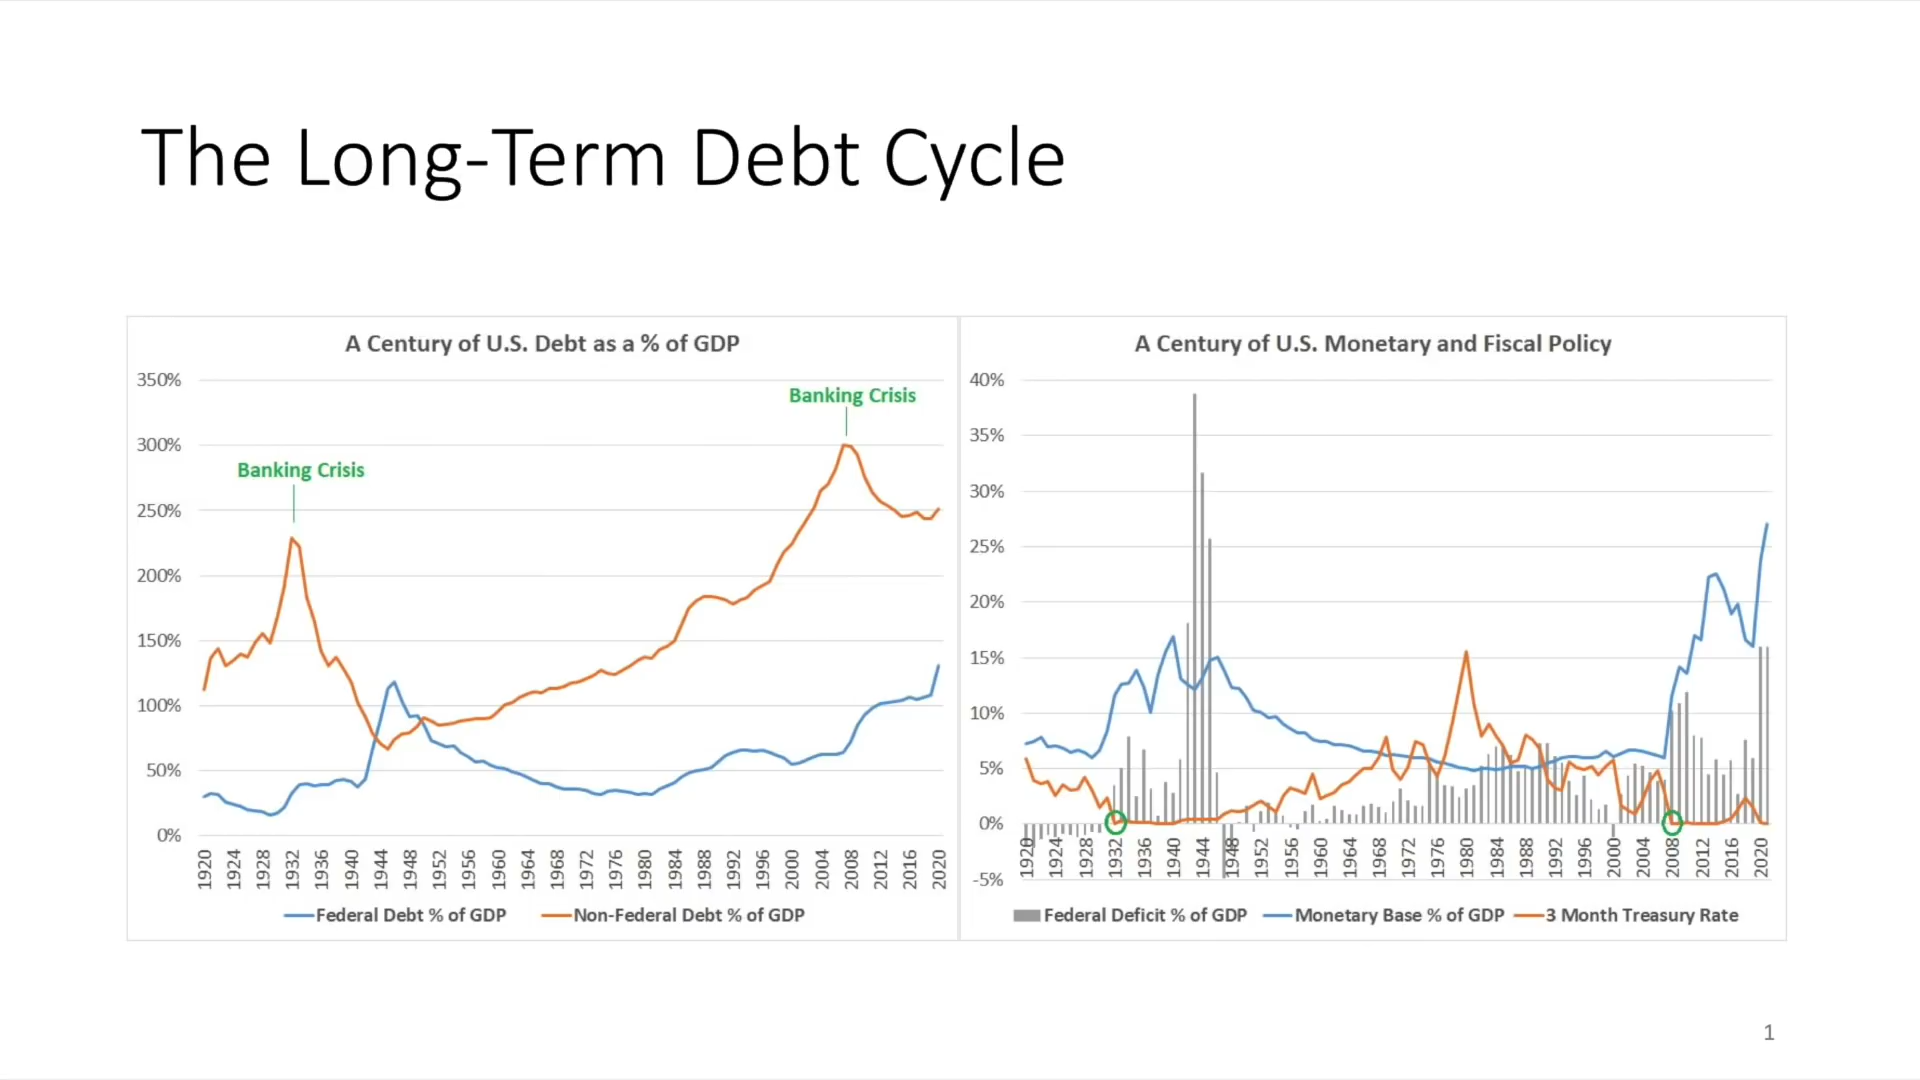 The Long-Term Debt Cycle
A Century of U.S. Debt as a % of GDP
350%
300%
250%
200%
150%
100%
50%
0%
Banking Crisis
Banking Crisis
1920 1924 1928 1932 1936 1940 1944 1948 1952 1956 1960 1964 1968 1972 1976 1980 1984 1988 1992 1996 2000 2004 2008 2012 2016 2020
Federal Debt % of GDP Non-Federal Debt % of GDP
A Century of U.S. Monetary and Fiscal Policy
40%
35%
30%
25%
20%
15%
10%
5%
0%
-5%
1920 1924 1928 1932 1936 1940 1944 1948 1952 1956 1960 1964 1968 1972 1976 1980 1984 1988 1992 1996 2000 2004 2008 2012 2016 2020
Federal Deficit % of GDP Monetary Base % of GDP 3 Month Treasury Rate
1